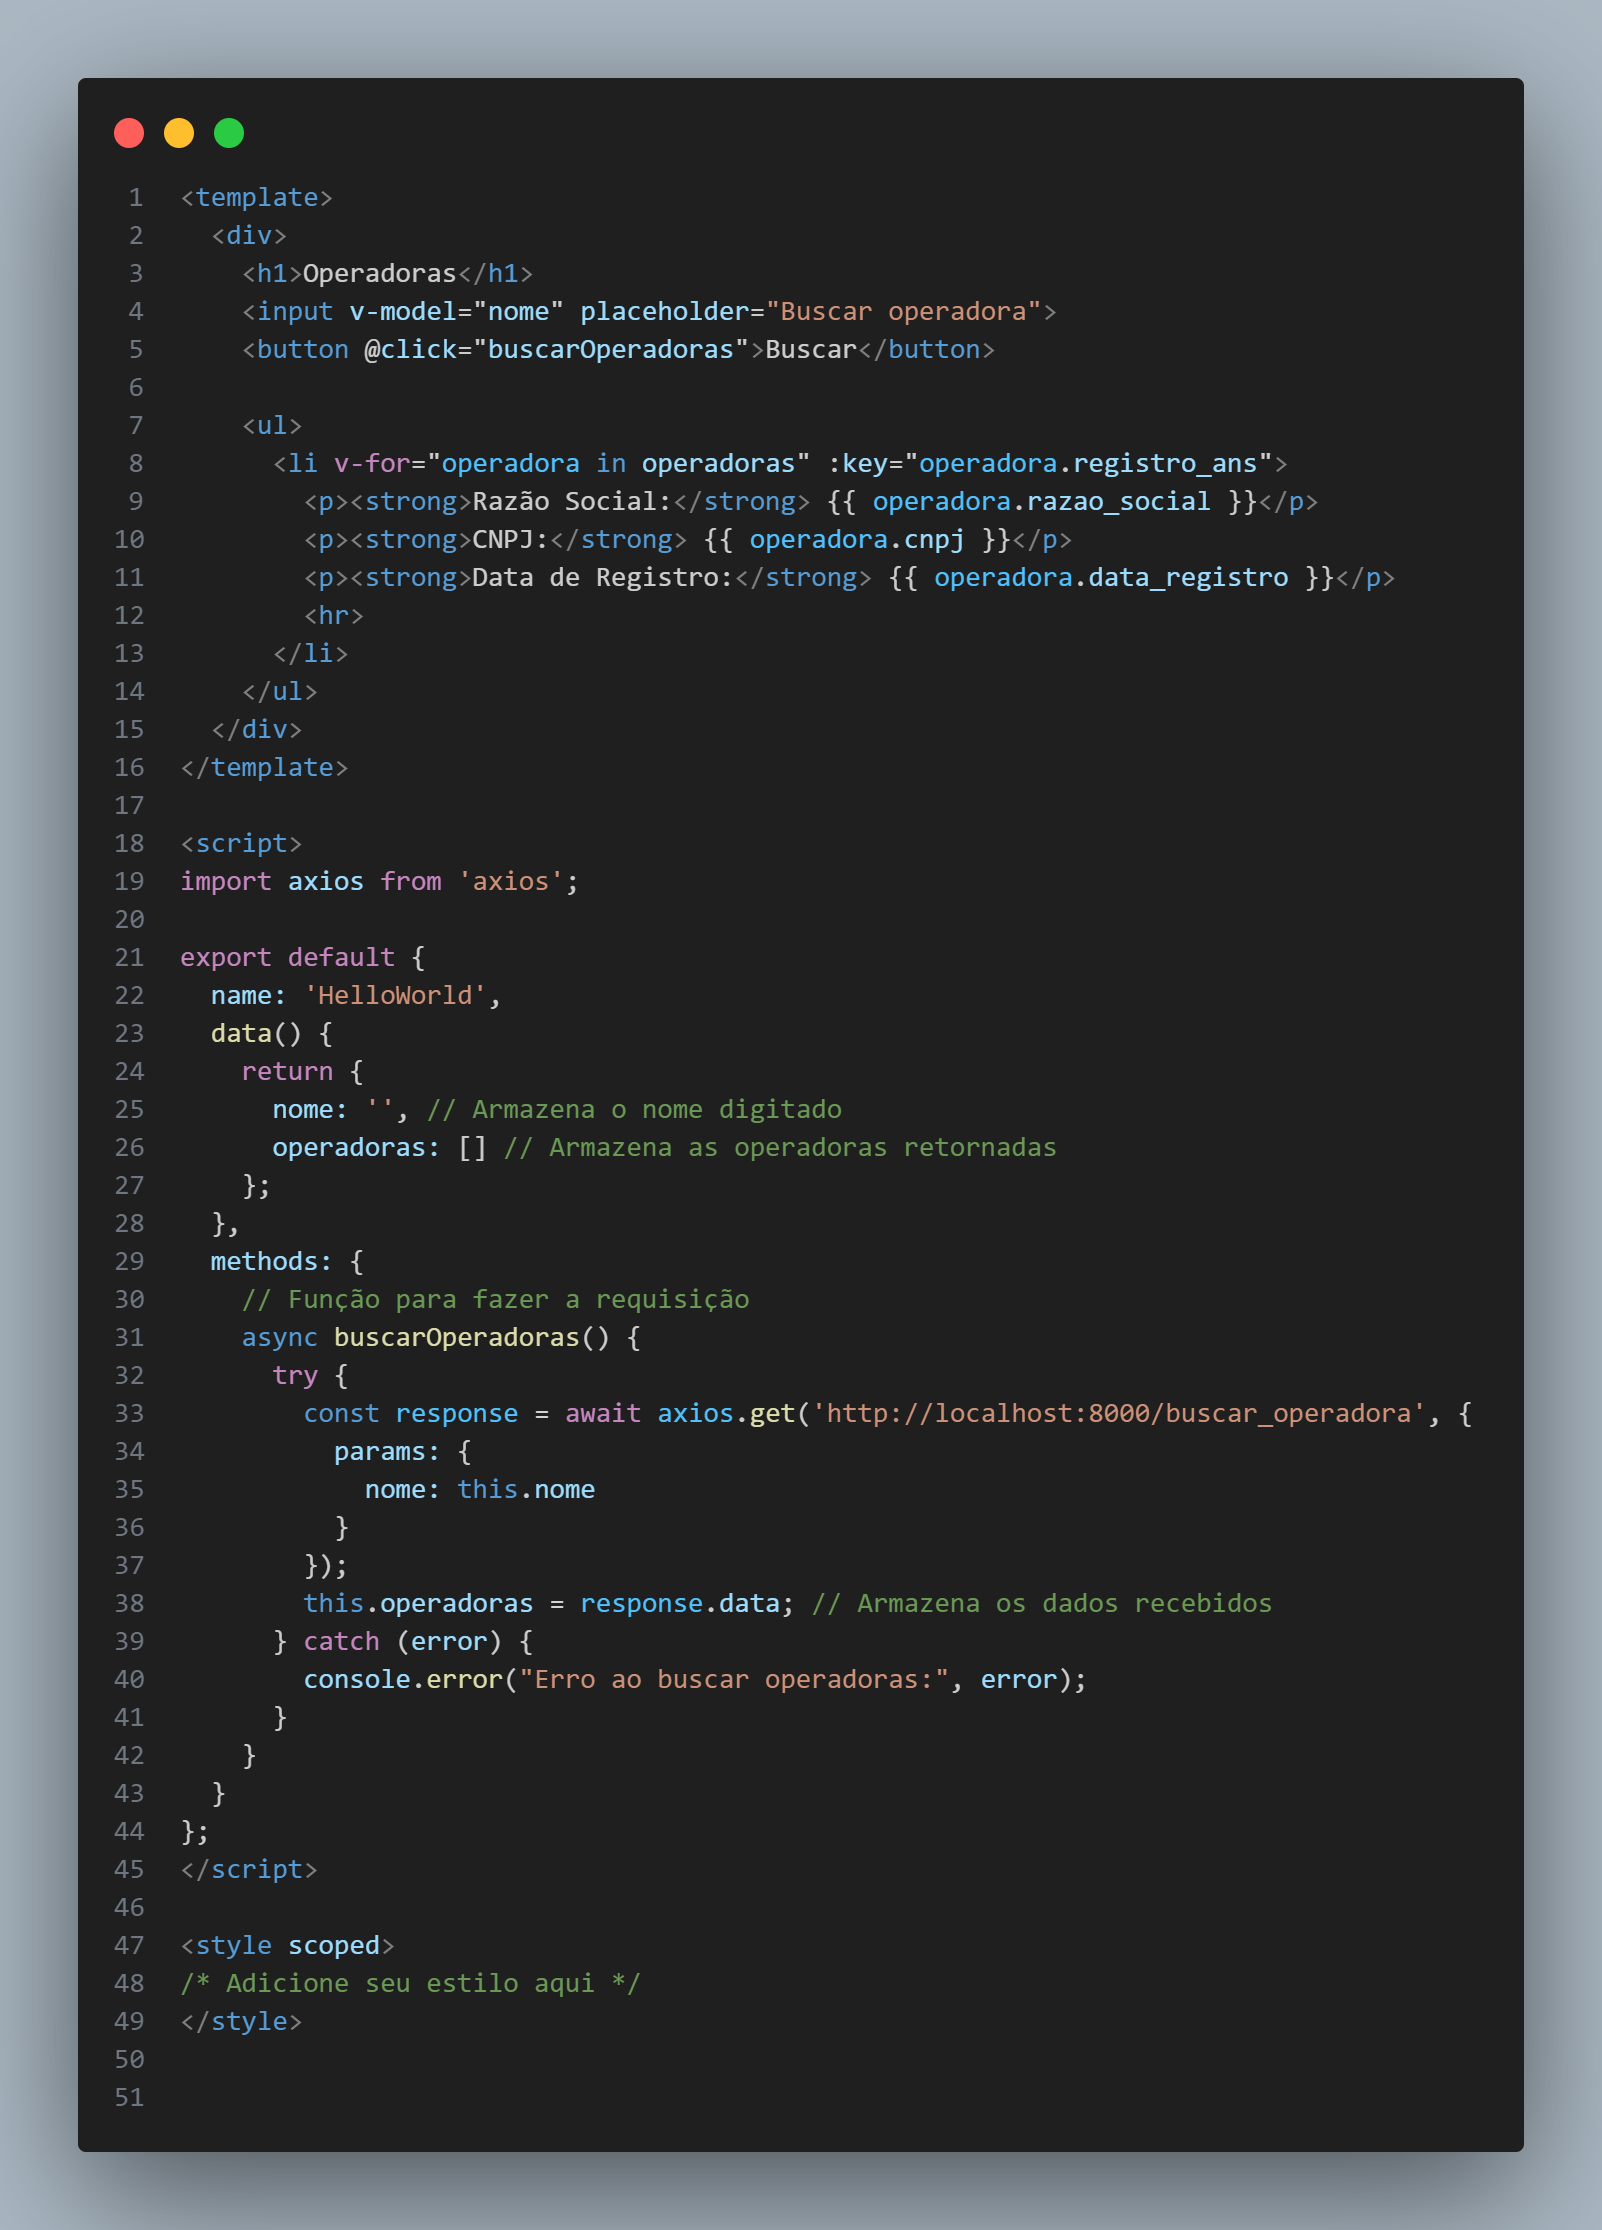 1 <template>
2   <div>
3     <h1>Operadoras</h1>
4     <input v-model="nome" placeholder="Buscar operadora">
5     <button @click="buscarOperadoras">Buscar</button>
6
7     <ul>
8       <li v-for="operadora in operadoras" :key="operadora.registro_ans">
9         <p><strong>Razão Social:</strong> {{ operadora.razao_social }}</p>
10         <p><strong>CNPJ:</strong> {{ operadora.cnpj }}</p>
11         <p><strong>Data de Registro:</strong> {{ operadora.data_registro }}</p>
12         <hr>
13       </li>
14     </ul>
15   </div>
16 </template>
17
18 <script>
19 import axios from 'axios';
20
21 export default {
22   name: 'HelloWorld',
23   data() {
24     return {
25       nome: '', // Armazena o nome digitado
26       operadoras: [] // Armazena as operadoras retornadas
27     };
28   },
29   methods: {
30     // Função para fazer a requisição
31     async buscarOperadoras() {
32       try {
33         const response = await axios.get('http://localhost:8000/buscar_operadora', {
34           params: {
35             nome: this.nome
36           }
37         });
38         this.operadoras = response.data; // Armazena os dados recebidos
39       } catch (error) {
40         console.error("Erro ao buscar operadoras:", error);
41       }
42     }
43   }
44 };
45 </script>
46
47 <style scoped>
48 /* Adicione seu estilo aqui */
49 </style>
50
51